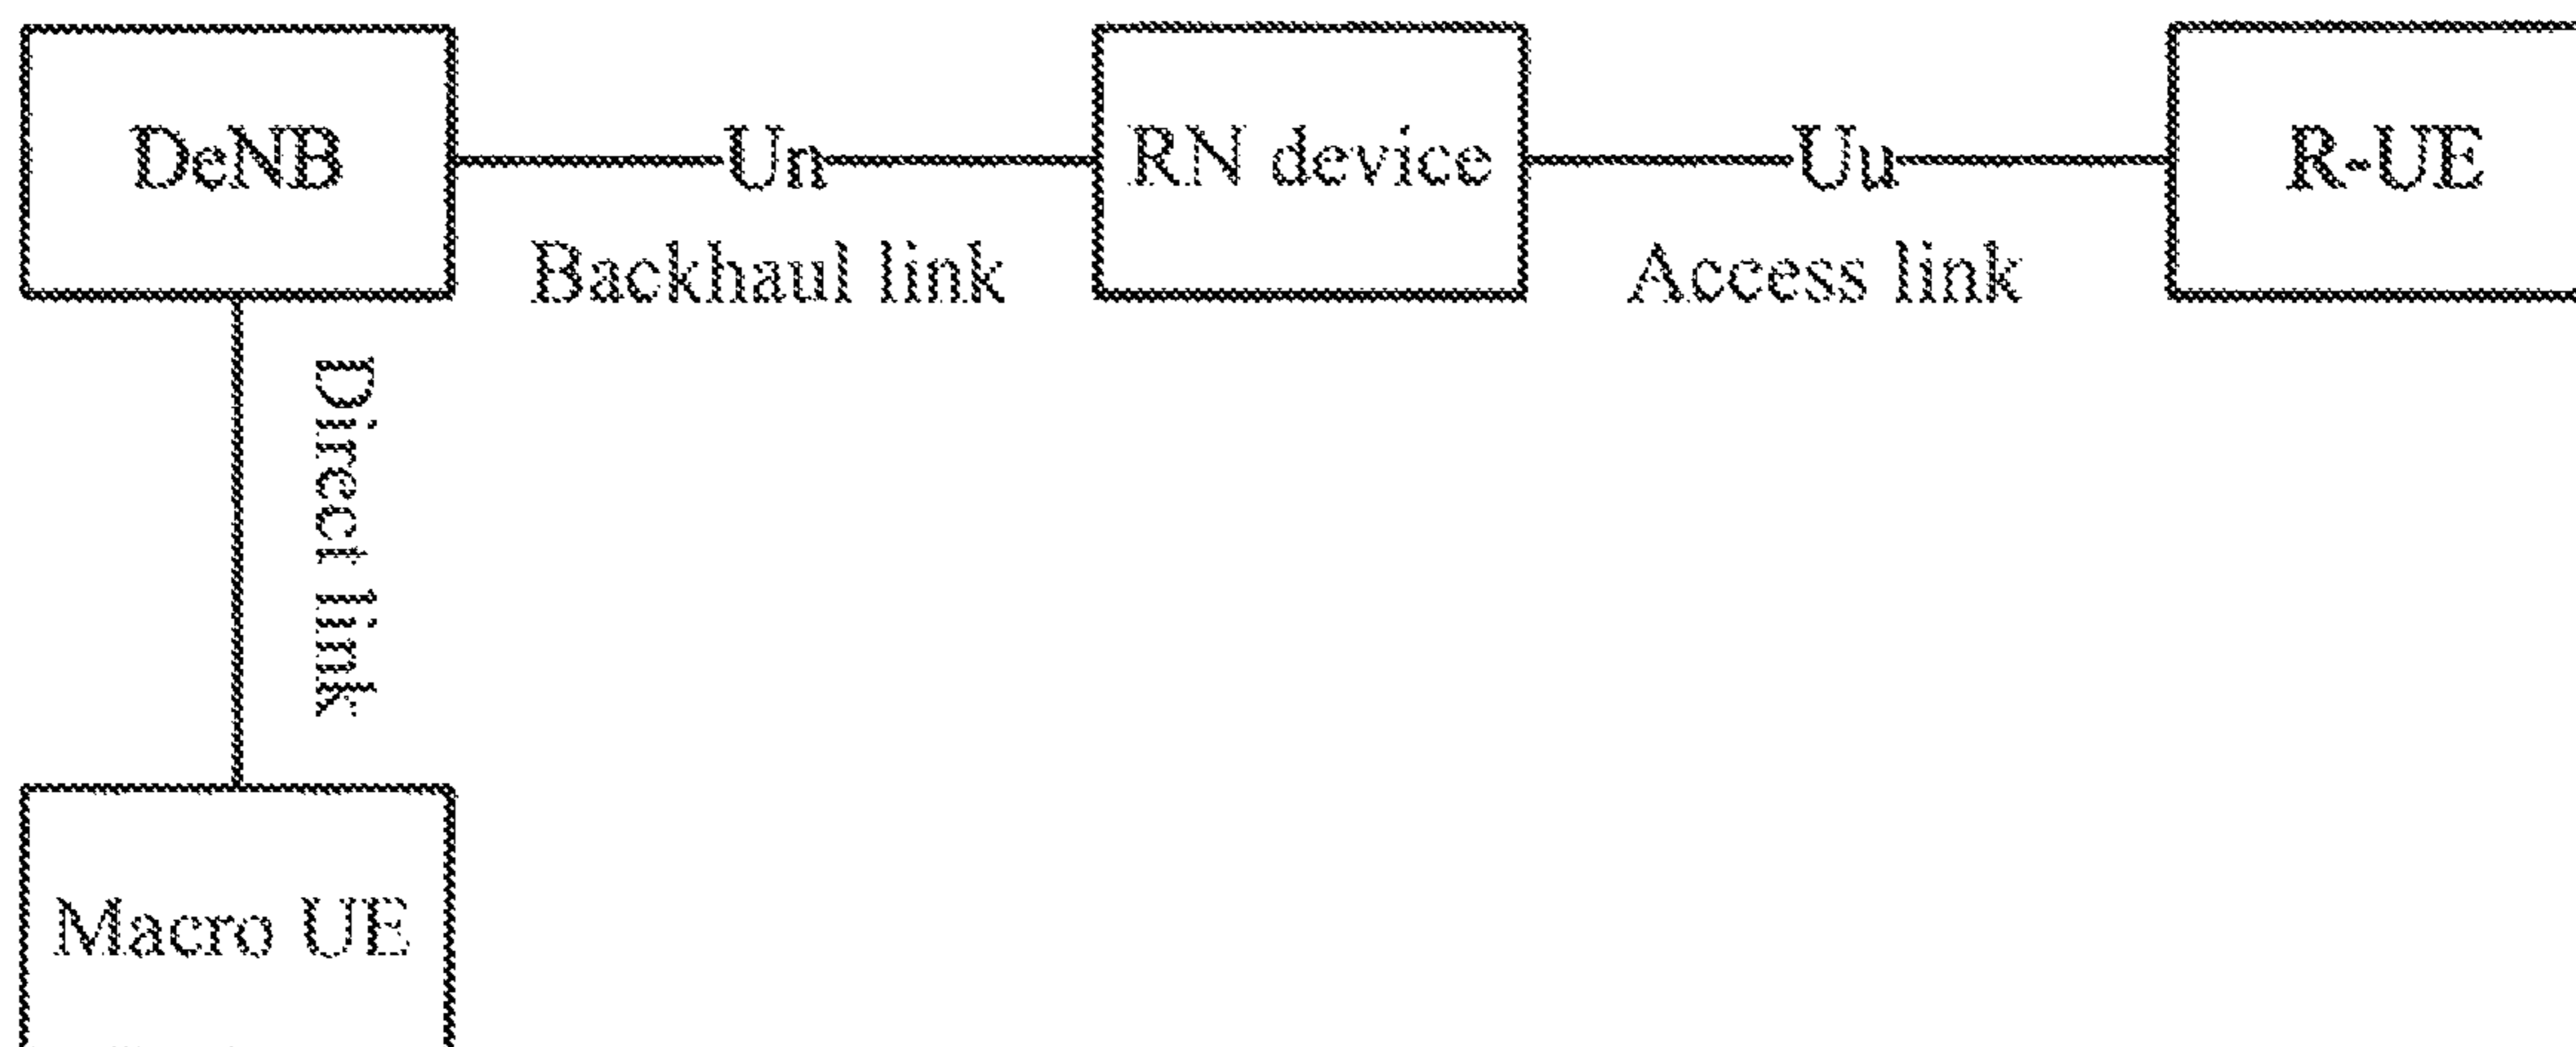 DeNB
Un
RN device
Uu
R-UE
Backhaul link
Access link
Direct link
Macro UE